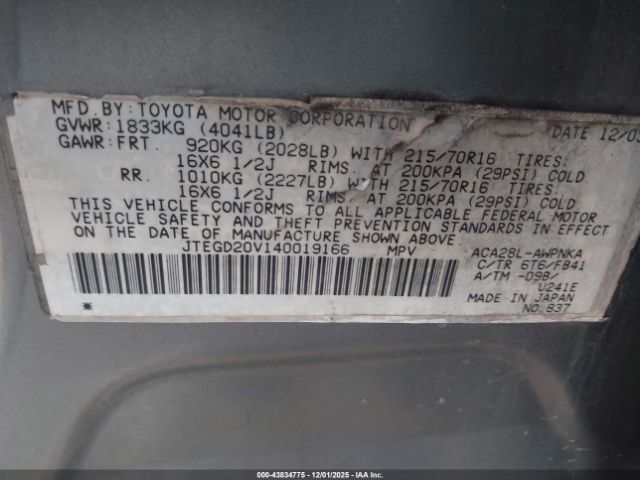 MFD BY: TOYOTA MOTOR CORPORATION DATE 12/03
GVWR: 1833KG (4041LB)
GAWR: FRT. 920KG (2028LB) WITH 215/70R16 TIRES:
16X6 1/2J RIMS. AT 200KPA (29PSI) COLD
RR. 1010KG (2227LB) WITH 215/70R16 TIRES:
16X6 1/2J RIMS. AT 200KPA (29PSI) COLD
THIS VEHICLE CONFORMS TO ALL APPLICABLE FEDERAL MOTOR
VEHICLE SAFETY AND THEFT PREVENTION STANDARDS IN EFFECT
ON THE DATE OF MANUFACTURE SHOWN ABOVE.
JTEGD20V140019166 MPV ACA28L-AWPNKA
C/TR 6T6/FB41
A/TM -09B/
U241E
MADE IN JAPAN
NO. 837
000-43834775 - 12/01/2025 - IAAI.COM